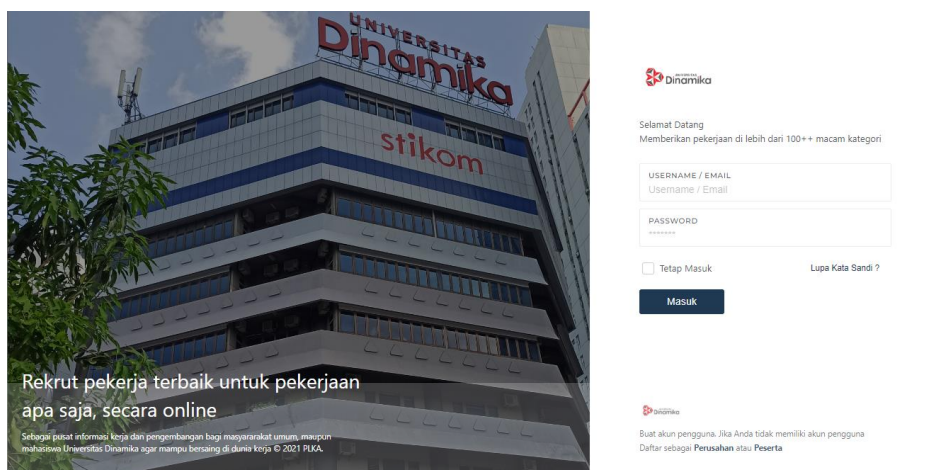 UNIVERSITAS
Dinamika
stikom
Rekrut pekerja terbaik untuk pekerjaan
apa saja, secara online
Sebagai pusat informasi kerja dan pengembangan bagi masyararakat umum, maupun
mahasiswa Universitas Dinamika agar mampu bersaing di dunia kerja © 2021 PLKA.
UNIVERSITAS
Dinamika
Selamat Datang
Memberikan pekerjaan di lebih dari 100++ macam kategori
USERNAME / EMAIL
Username / Email
PASSWORD
*******
Tetap Masuk
Lupa Kata Sandi ?
Masuk
Dinamika
Buat akun pengguna. Jika Anda tidak memiliki akun pengguna
Daftar sebagai Perusahan atau Peserta